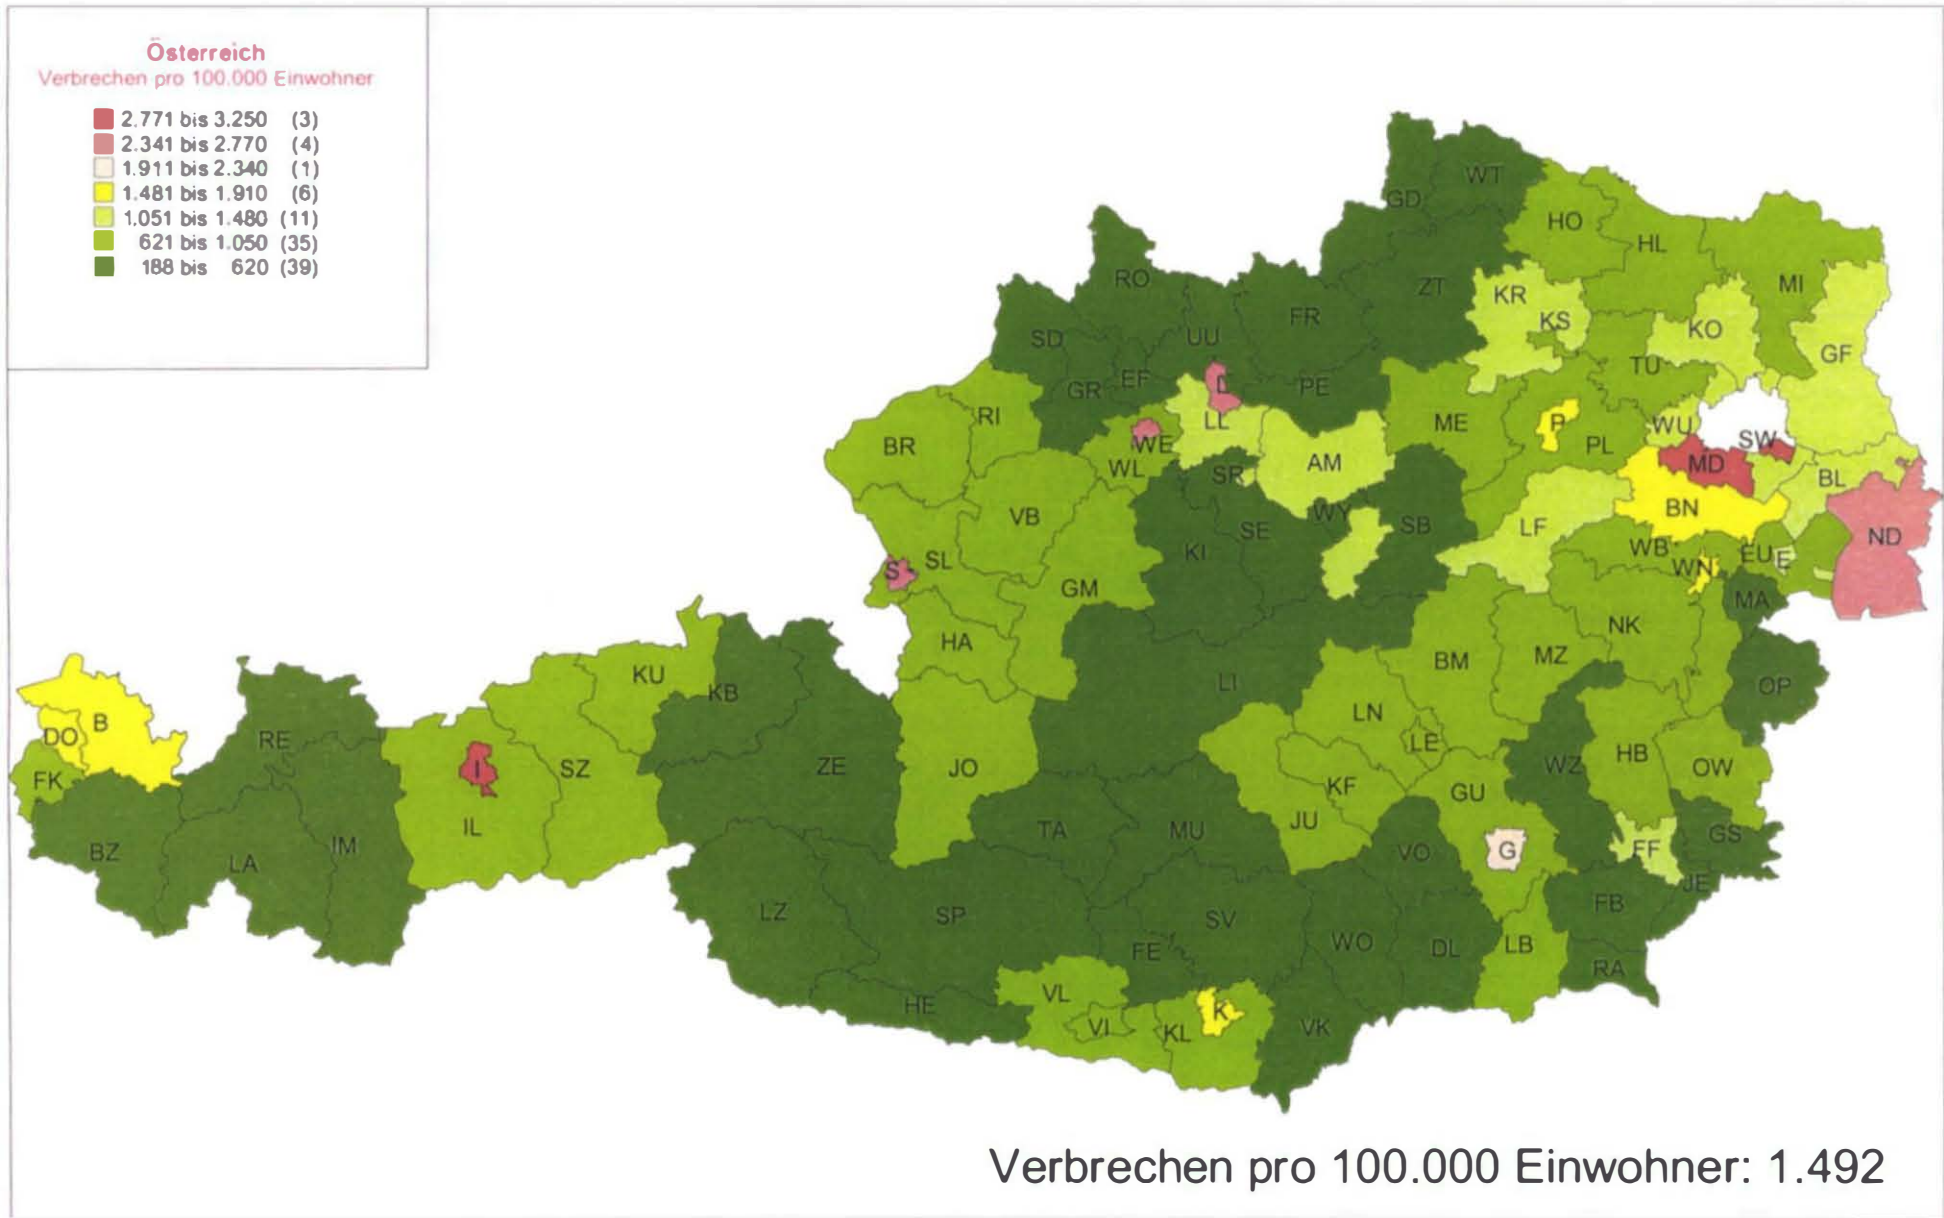 Österreich
Verbrechen pro 100.000 Einwohner
2.771 bis 3.250 (3)
2.341 bis 2.770 (4)
1.911 bis 2.340 (1)
1.481 bis 1.910 (6)
1.051 bis 1.480 (11)
621 bis 1.050 (35)
188 bis 620 (39)
WT
GD
HO
HL
RO
ZT
MI
KR
FR
KS
KO
SD
UU
GF
TU
EF
GR
L
PE
RI
LL
ME
P
WU
BR
WE
PL
SW
WL
AM
MD
SR
BL
BN
VB
WY
SB
LF
SE
ND
KI
WB
EU
E
SL
S
WN
GM
MA
NK
HA
MZ
BM
KU
LI
OP
KB
LN
B
DO
RE
LE
HB
I
SZ
ZE
JO
WZ
OW
FK
KF
GU
IL
JU
TA
MU
GS
IM
BZ
VO
G
FF
LA
JE
LZ
SP
SV
FB
WO
LB
DL
FE
RA
VL
HE
K
VI
KL
VK
Verbrechen pro 100.000 Einwohner: 1.492